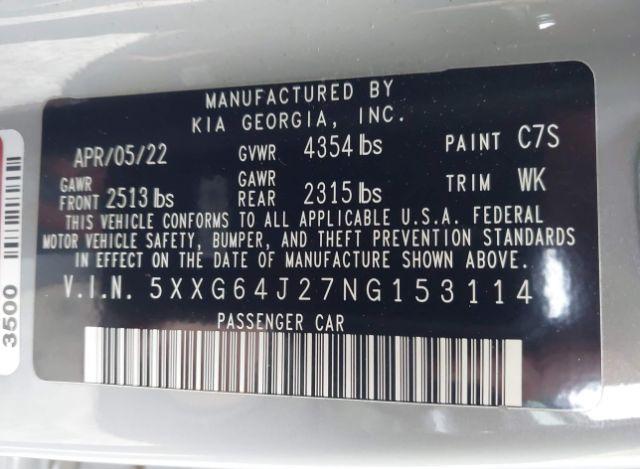 MANUFACTURED BY
KIA GEORGIA, INC.
APR/05/22 GVWR 4354 lbs PAINT C7S
GAWR FRONT 2513 lbs GAWR REAR 2315 lbs TRIM WK
THIS VEHICLE CONFORMS TO ALL APPLICABLE U.S.A. FEDERAL
MOTOR VEHICLE SAFETY, BUMPER, AND THEFT PREVENTION STANDARDS
IN EFFECT ON THE DATE OF MANUFACTURE SHOWN ABOVE.
V.I.N. 5XXG64J27NG153114
PASSENGER CAR
3500